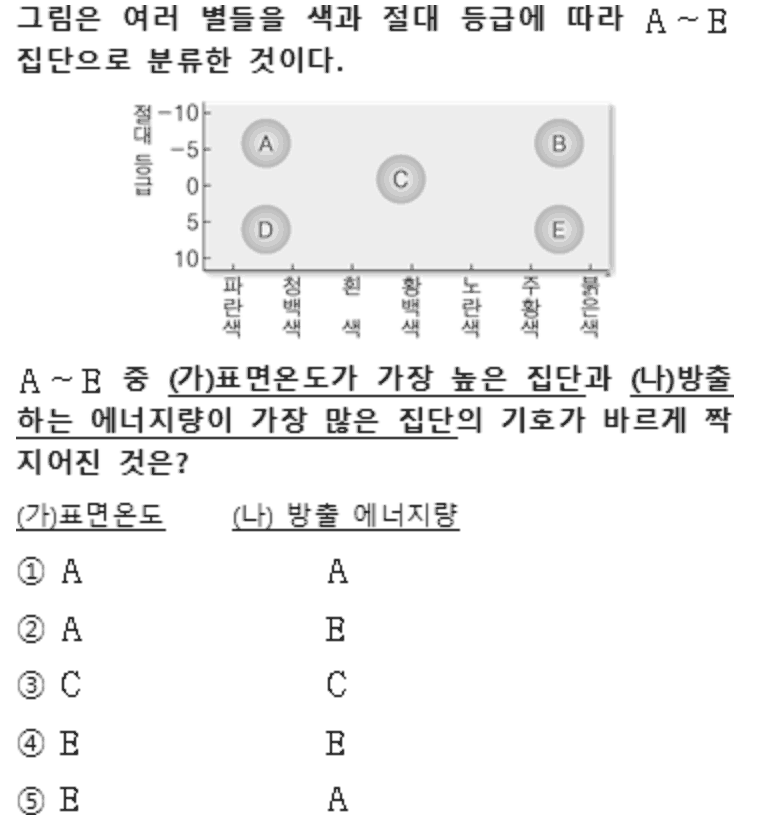 그림은 여러 별들을 색과 절대 등급에 따라 A ~ E
집단으로 분류한 것이다.
절대 등급
-10
-5
0
5
10
A
B
C
D
E
파란색
청백색
흰색
황백색
노란색
주황색
붉은색
A ~ E 중 (가)표면온도가 가장 높은 집단과 (나)방출
하는 에너지량이 가장 많은 집단의 기호가 바르게 짝
지어진 것은?
(가)표면온도 (나) 방출 에너지량
① A A
② A E
③ C C
④ E E
⑤ E A